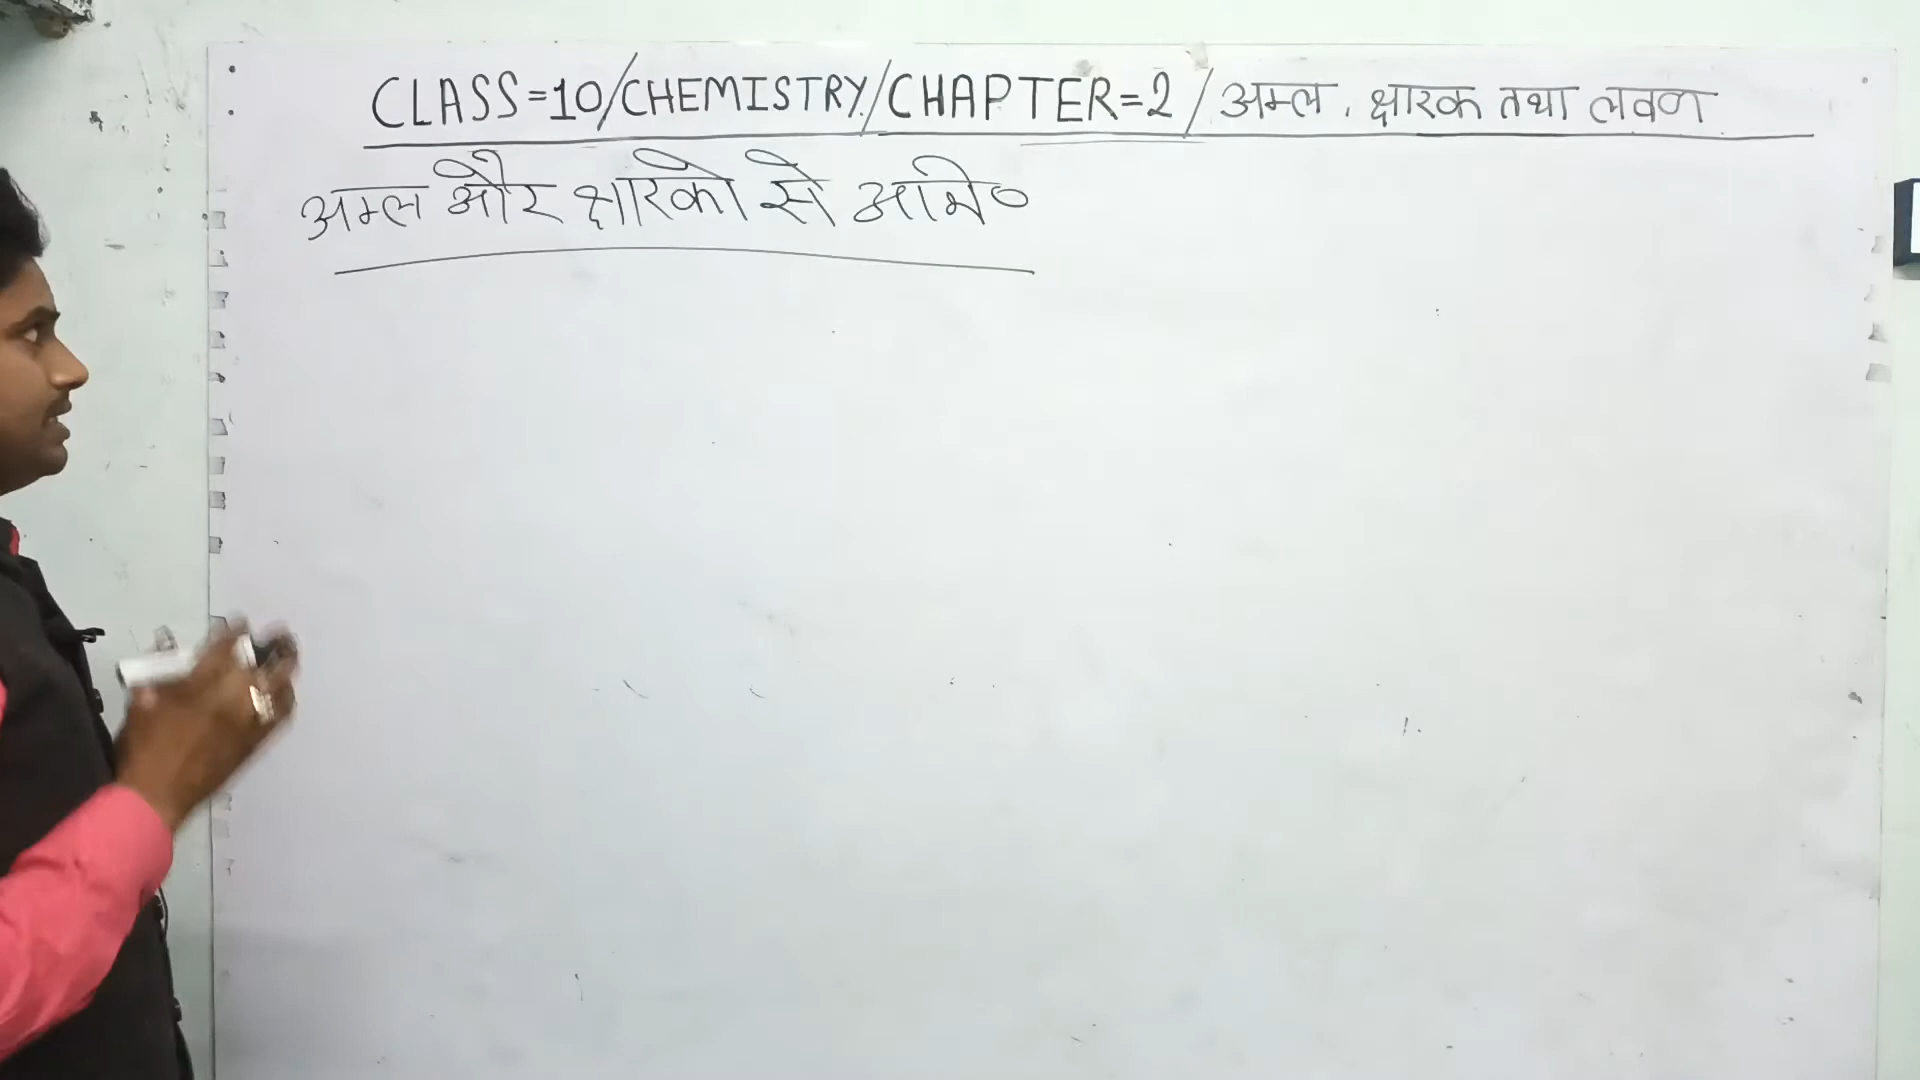 CLASS=10/CHEMISTRY/CHAPTER=2/अम्ल, क्षारक तथा लवण
अम्ल और क्षारको से अभि०